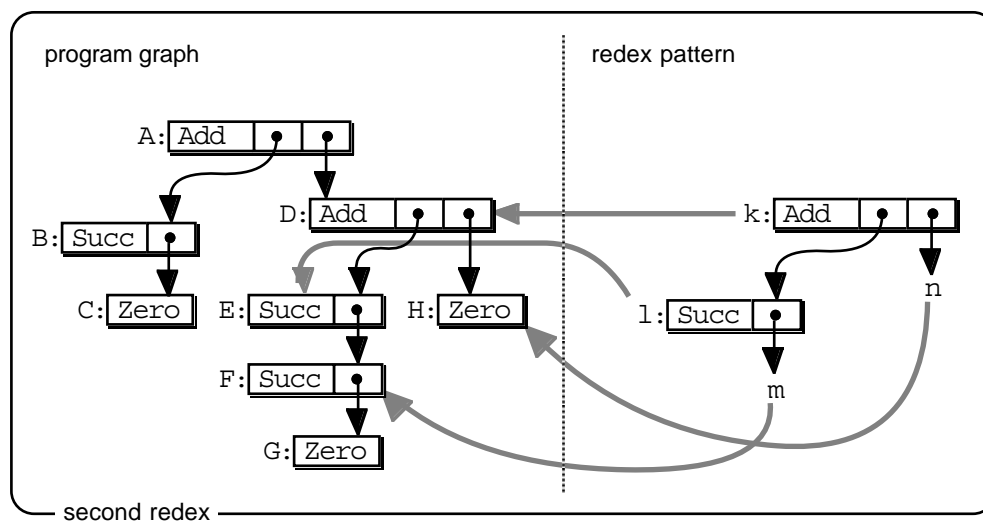 program graph
redex pattern
A: Add
D: Add
k: Add
B: Succ
n
C: Zero
E: Succ
H: Zero
l: Succ
F: Succ
m
G: Zero
second redex